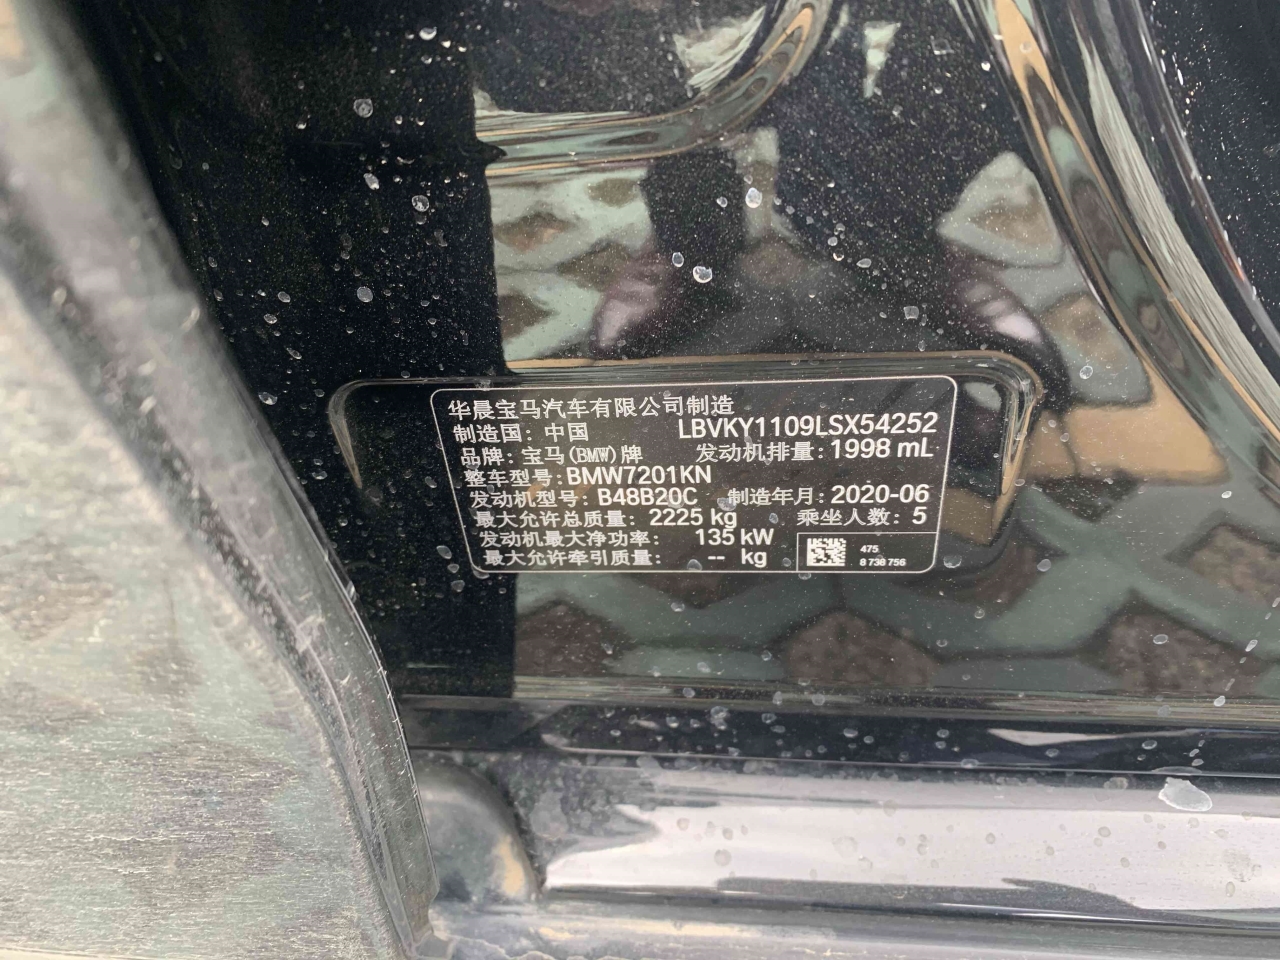 华晨宝马汽车有限公司制造
制造国：中国 LBVKY1109LSX54252
品牌：宝马(BMW)牌 发动机排量：1998 mL
整车型号：BMW7201KN
发动机型号：B48B20C 制造年月：2020-06
最大允许总质量：2225 kg 乘坐人数：5
发动机最大净功率：135 kW
最大允许牵引质量：-- kg
475
8 738 756